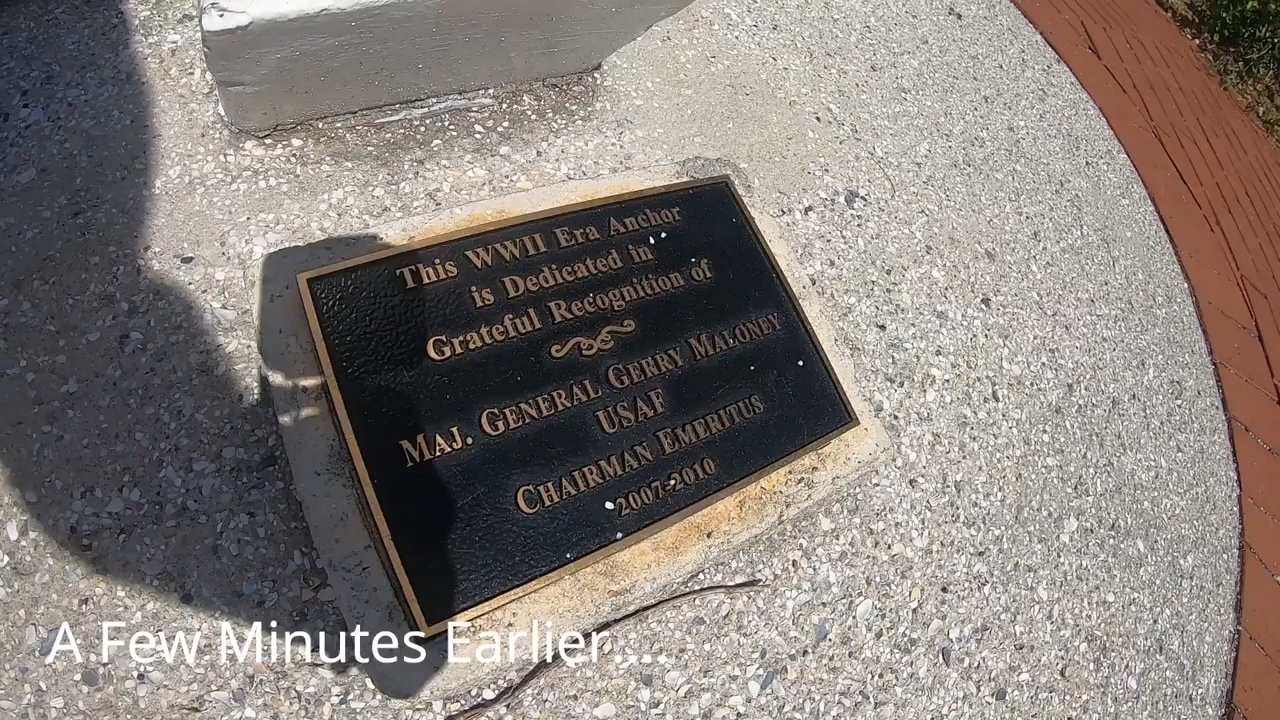 This WWII Era Anchor
is Dedicated in
Grateful Recognition of
MAJ. GENERAL GERRY MALONEY
USAF
CHAIRMAN EMERITUS
2007-2010
A Few Minutes Earlier ....